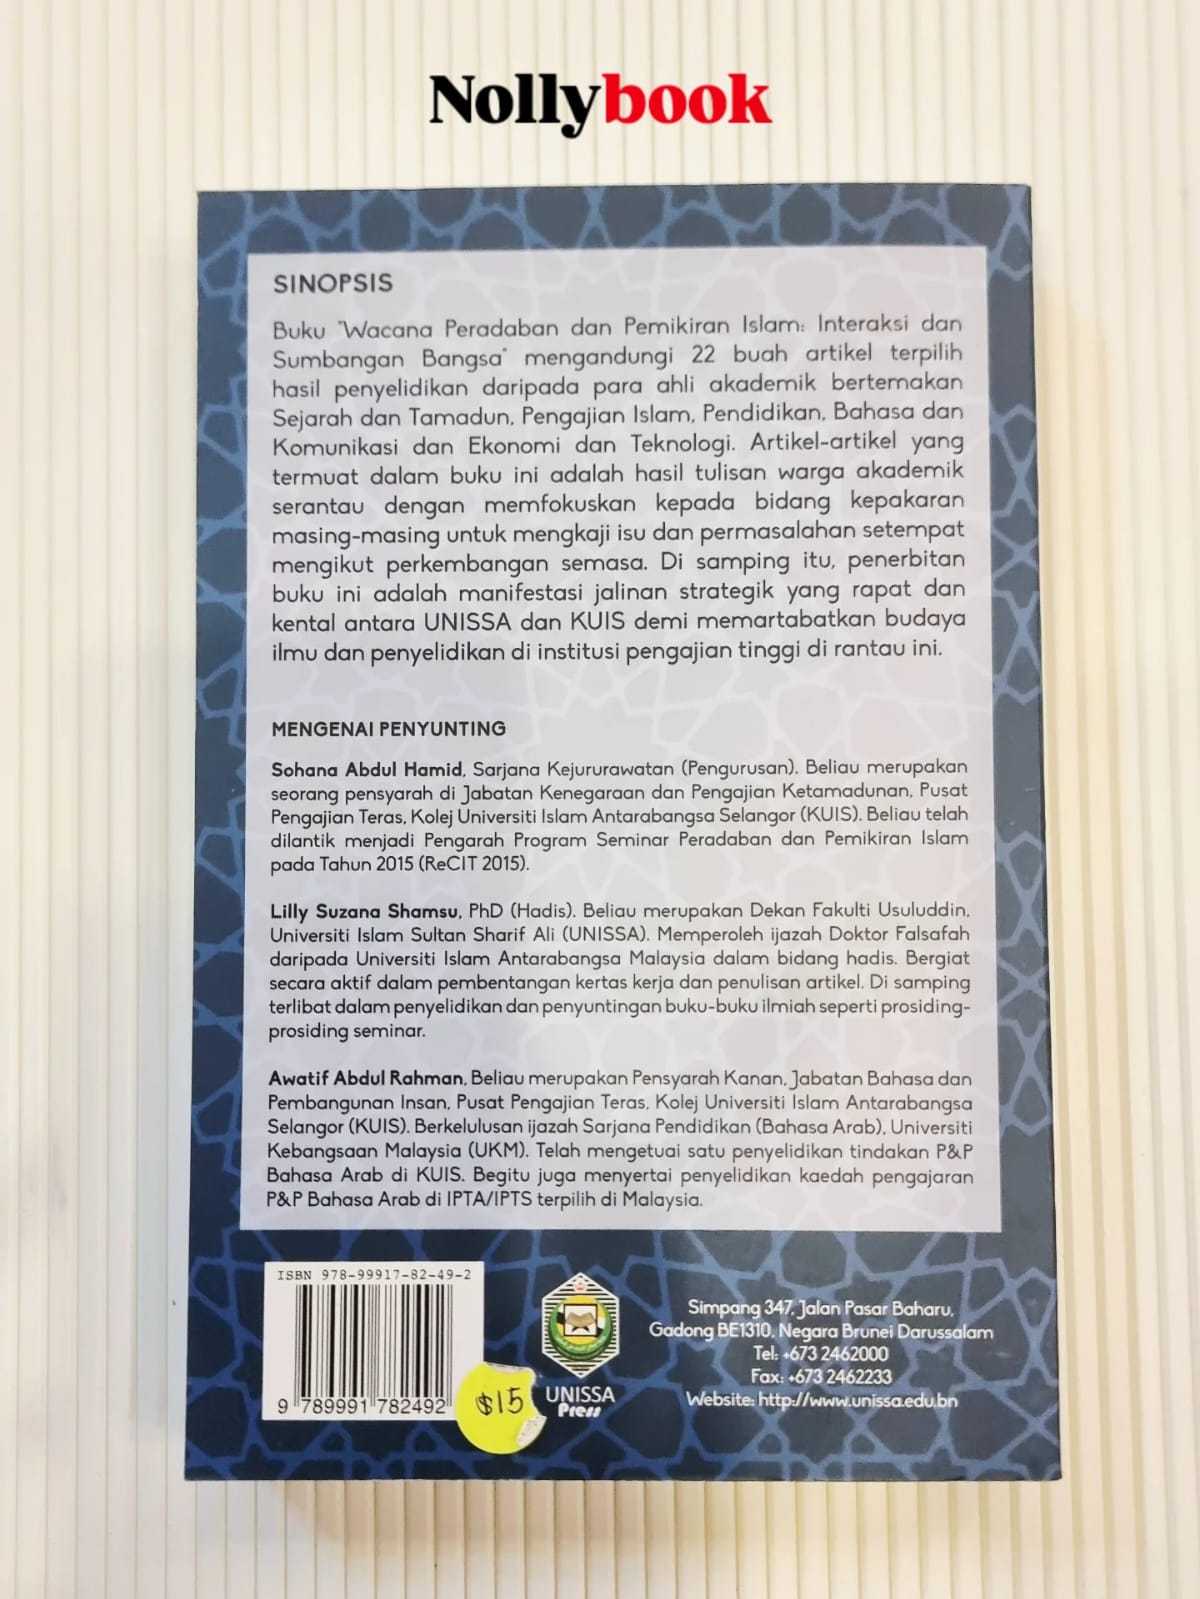 Nollybook
SINOPSIS
Buku "Wacana Peradaban dan Pemikiran Islam: Interaksi dan
Sumbangan Bangsa" mengandungi 22 buah artikel terpilih
hasil penyelidikan daripada para ahli akademik bertemakan
Sejarah dan Tamadun, Pengajian Islam, Pendidikan, Bahasa dan
Komunikasi dan Ekonomi dan Teknologi. Artikel-artikel yang
termuat dalam buku ini adalah hasil tulisan warga akademik
serantau dengan memfokuskan kepada bidang kepakaran
masing-masing untuk mengkaji isu dan permasalahan setempat
mengikut perkembangan semasa. Di samping itu, penerbitan
buku ini adalah manifestasi jalinan strategik yang rapat dan
kental antara UNISSA dan KUIS demi memartabatkan budaya
ilmu dan penyelidikan di institusi pengajian tinggi di rantau ini.
MENGENAI PENYUNTING
Sohana Abdul Hamid, Sarjana Kejururawatan (Pengurusan). Beliau merupakan
seorang pensyarah di Jabatan Kenegaraan dan Pengajian Ketamadunan, Pusat
Pengajian Teras, Kolej Universiti Islam Antarabangsa Selangor (KUIS). Beliau telah
dilantik menjadi Pengarah Program Seminar Peradaban dan Pemikiran Islam
pada Tahun 2015 (ReCIT 2015).
Lilly Suzana Shamsu, PhD (Hadis). Beliau merupakan Dekan Fakulti Usuluddin,
Universiti Islam Sultan Sharif Ali (UNISSA). Memperoleh ijazah Doktor Falsafah
daripada Universiti Islam Antarabangsa Malaysia dalam bidang hadis. Bergiat
secara aktif dalam pembentangan kertas kerja dan penulisan artikel. Di samping
terlibat dalam penyelidikan dan penyuntingan buku-buku ilmiah seperti prosiding-
prosiding seminar.
Awatif Abdul Rahman, Beliau merupakan Pensyarah Kanan, Jabatan Bahasa dan
Pembangunan Insan, Pusat Pengajian Teras, Kolej Universiti Islam Antarabangsa
Selangor (KUIS). Berkelulusan ijazah Sarjana Pendidikan (Bahasa Arab), Universiti
Kebangsaan Malaysia (UKM). Telah mengetuai satu penyelidikan tindakan P&P
Bahasa Arab di KUIS. Begitu juga menyertai penyelidikan kaedah pengajaran
P&P Bahasa Arab di IPTA/IPTS terpilih di Malaysia.
ISBN 978-99917-82-49-2
9 789991 782492
$15
UNISSA
Press
Simpang 347, Jalan Pasar Baharu,
Gadong BE1310, Negara Brunei Darussalam
Tel: +673 2462000
Fax: +673 2462233
Website: http://www.unissa.edu.bn